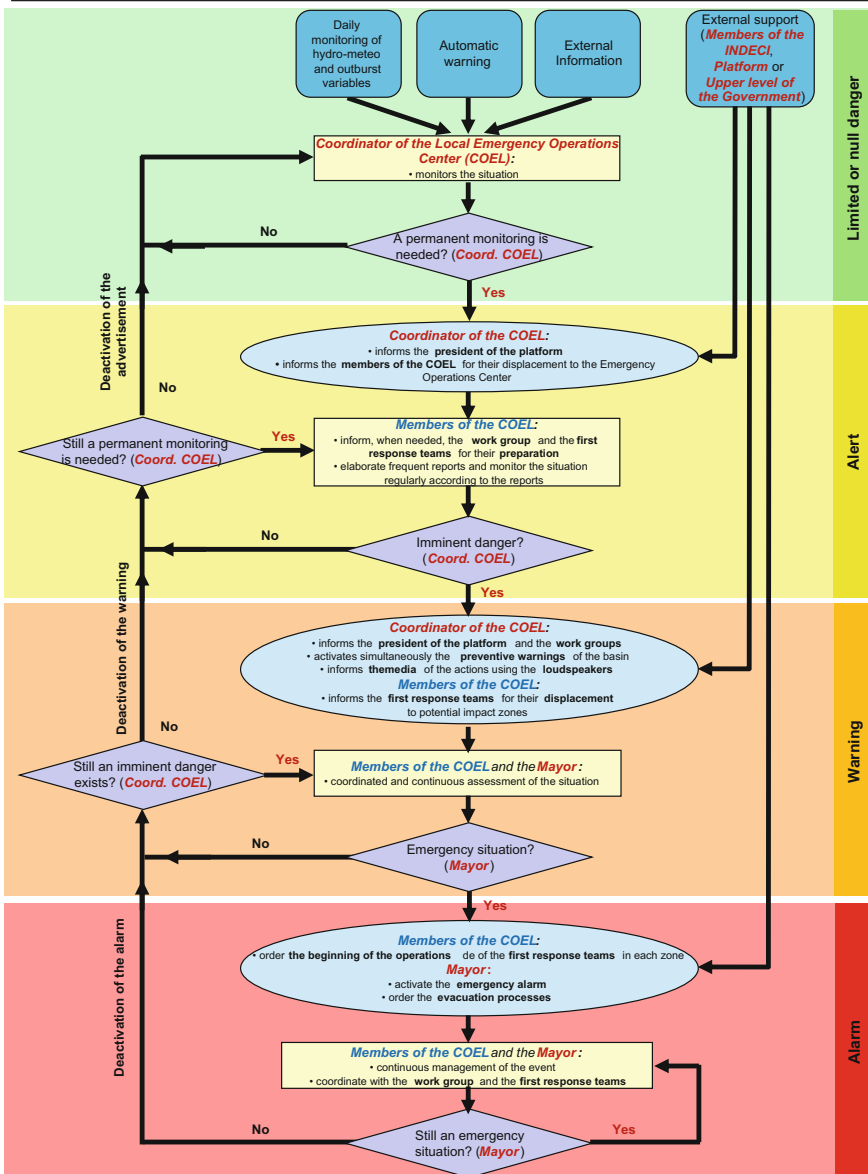 Daily
monitoring of
hydro-meteo
and outburst
variables
Automatic
warning
External
Information
External support
(Members of the
INDECI,
Platform or
Upper level of
the Government)
Limited or null danger
Coordinator of the Local Emergency Operations
Center (COEL):
• monitors the situation
No
A permanent monitoring is
needed? (Coord. COEL)
Yes
Deactivation of the
advertisement
Alert
Coordinator of the COEL:
• informs the president of the platform
• informs the members of the COEL for their displacement to the Emergency
Operations Center
No
Still a permanent monitoring
is needed? (Coord. COEL)
Yes
Members of the COEL:
• inform, when needed, the work group and the first
response teams for their preparation
• elaborate frequent reports and monitor the situation
regularly according to the reports
No
Imminent danger?
(Coord. COEL)
Yes
Deactivation of the warning
Warning
Coordinator of the COEL:
• informs the president of the platform and the work groups
• activates simultaneously the preventive warnings of the basin
• informs themedia of the actions using the loudspeakers
Members of the COEL:
• informs the first response teams for their displacement
to potential impact zones
No
Still an imminent danger
exists? (Coord. COEL)
Yes
Members of the COEL and the Mayor:
• coordinated and continuous assessment of the situation
No
Emergency situation?
(Mayor)
Yes
Deactivation of the alarm
Alarm
Members of the COEL:
• order the beginning of the operations de of the first response teams in each zone
Mayor:
• activate the emergency alarm
• order the evacuation processes
Members of the COEL and the Mayor:
• continuous management of the event
• coordinate with the work group and the first response teams
No
Still an emergency
situation? (Mayor)
Yes